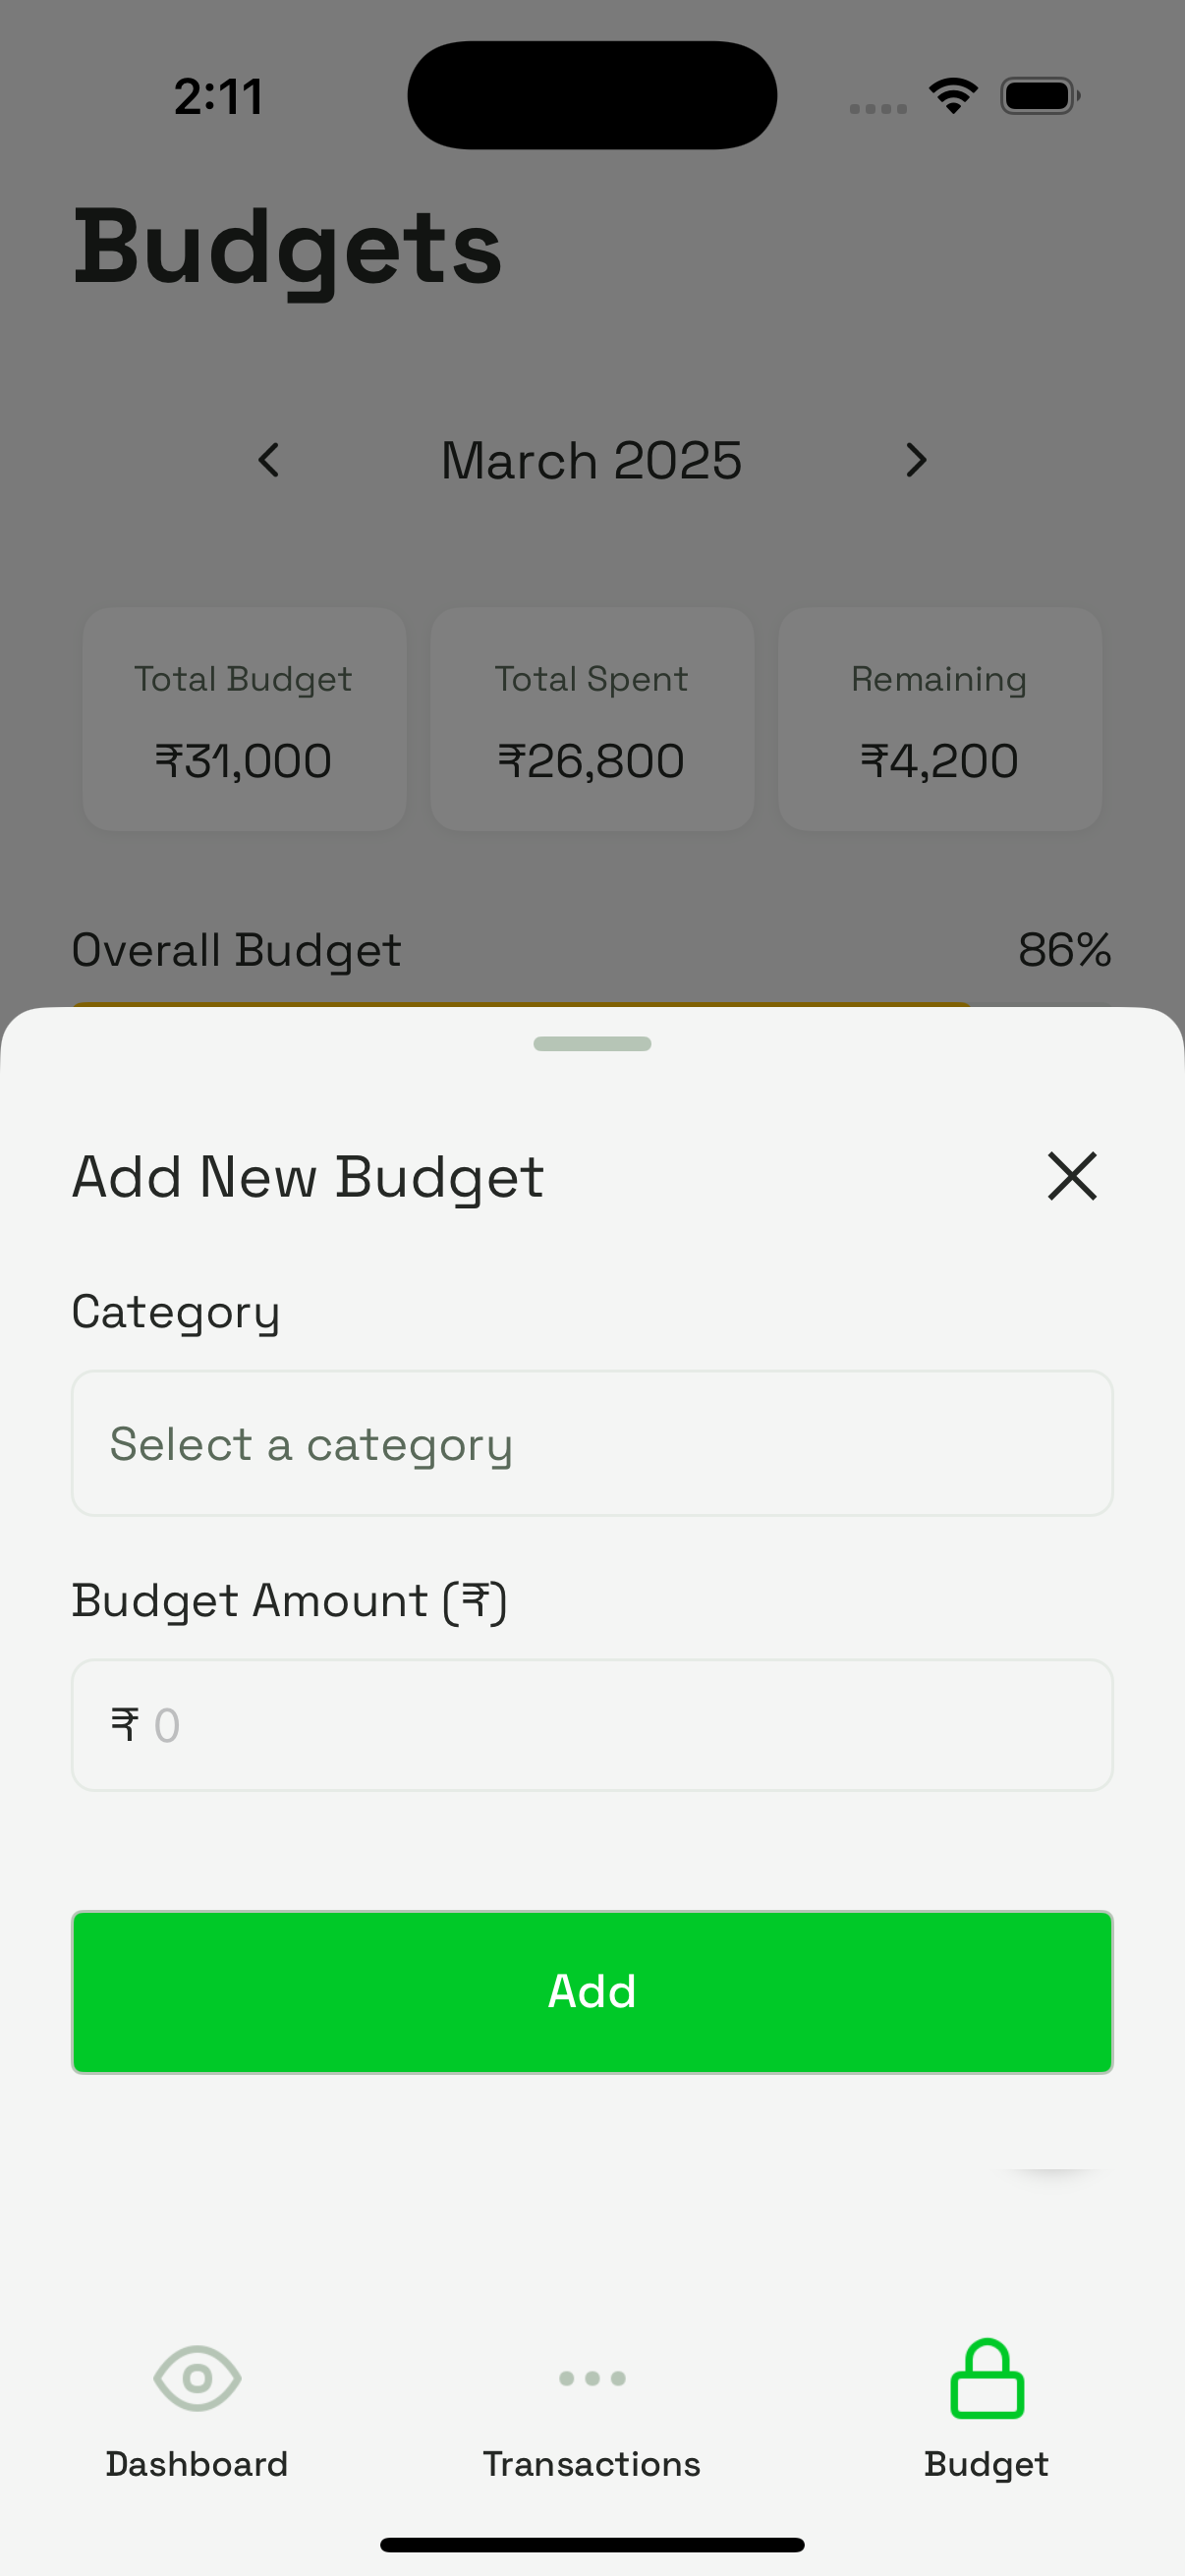 2:11
Budgets
March 2025
Total Budget
₹31,000
Total Spent
₹26,800
Remaining
₹4,200
Overall Budget 86%
Add New Budget
Category
Select a category
Budget Amount (₹)
₹ 0
Add
Dashboard
Transactions
Budget